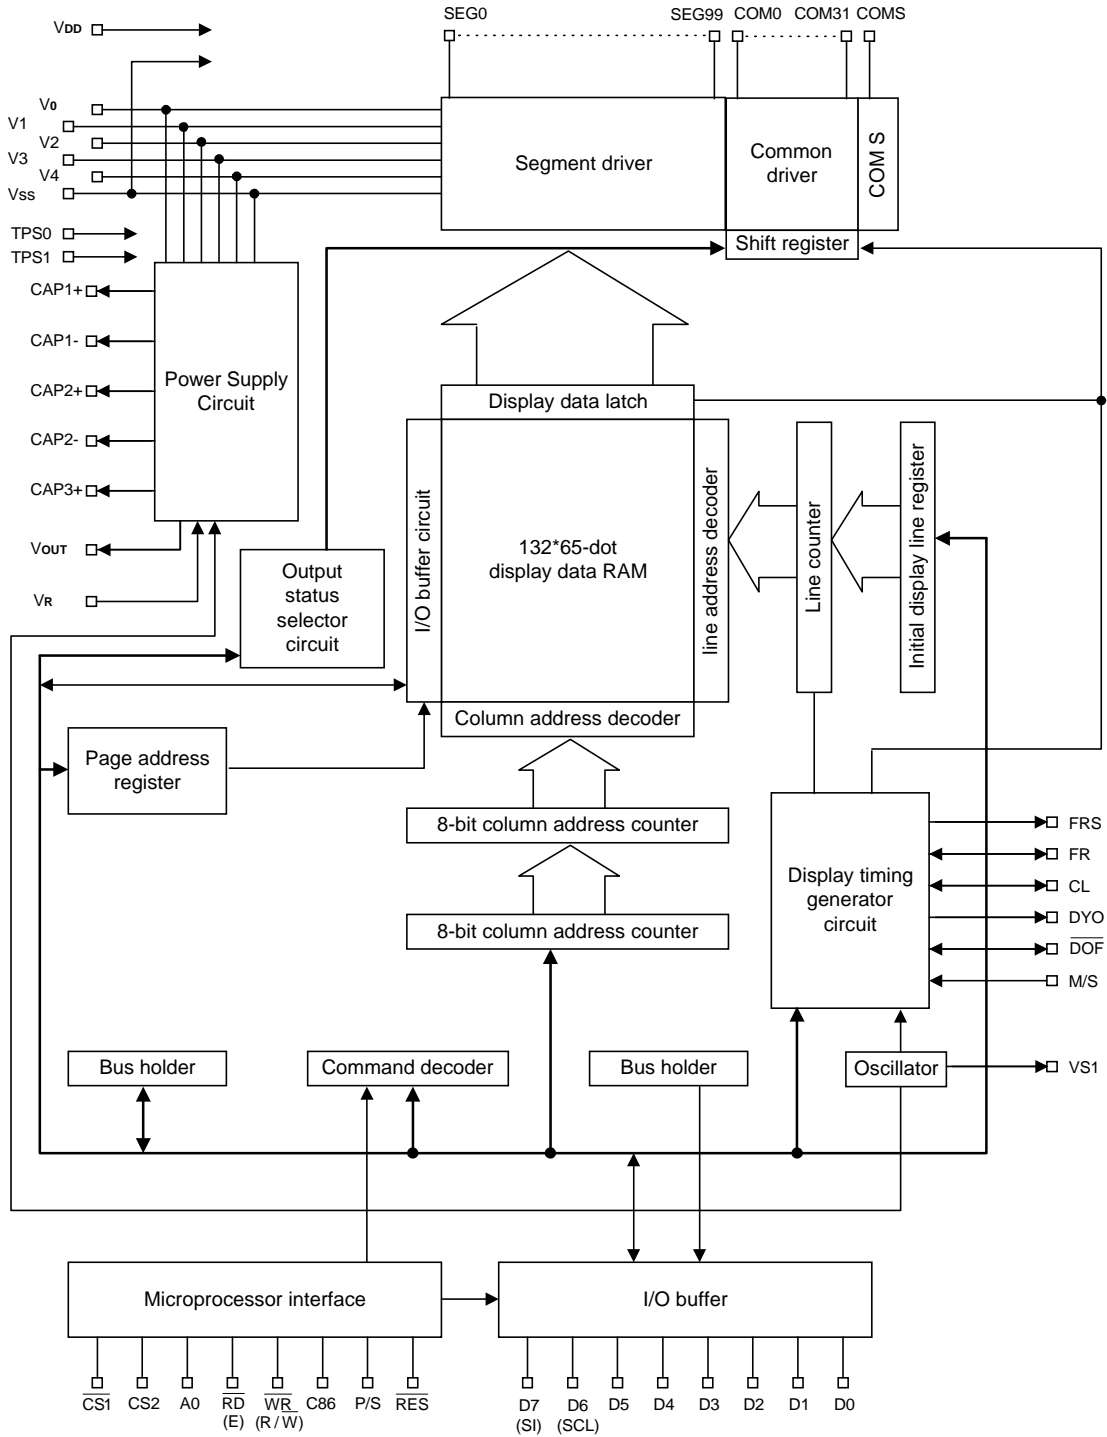 SEG0
SEG99
COM0
COM31
COMS
VDD
V0
V1
V2
V3
V4
Vss
Segment driver
Common
driver
COM S
Shift register
TPS0
TPS1
CAP1+
CAP1-
CAP2+
CAP2-
CAP3+
VOUT
VR
Power Supply
Circuit
Display data latch
I/O buffer circuit
132*65-dot
display data RAM
line address decoder
Line counter
Initial display line register
Output
status
selector
circuit
Column address decoder
Page address
register
8-bit column address counter
8-bit column address counter
Display timing
generator
circuit
FRS
FR
CL
DYO
D̅O̅F̅
M/S
Bus holder
Command decoder
Bus holder
Oscillator
VS1
Microprocessor interface
I/O buffer
C̅S̅1̅
CS2
A0
R̅D̅
(E)
W̅R̅
(R/W̅)
C86
P/S
R̅E̅S̅
D7
(SI)
D6
(SCL)
D5
D4
D3
D2
D1
D0